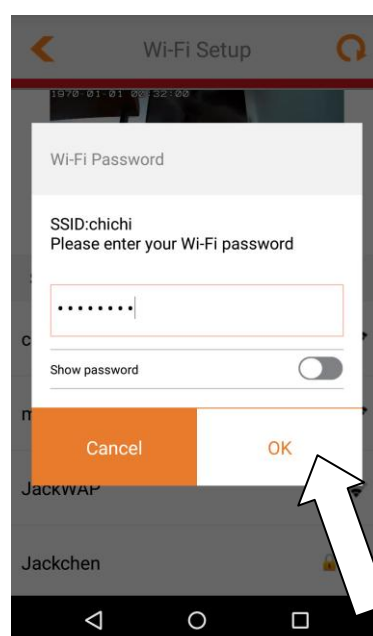 Wi-Fi Setup
1970-01-01 00:32:00
Wi-Fi Password
SSID:chichi
Please enter your Wi-Fi password
••••••••
Show password
Cancel
OK
JackWAP
Jackchen